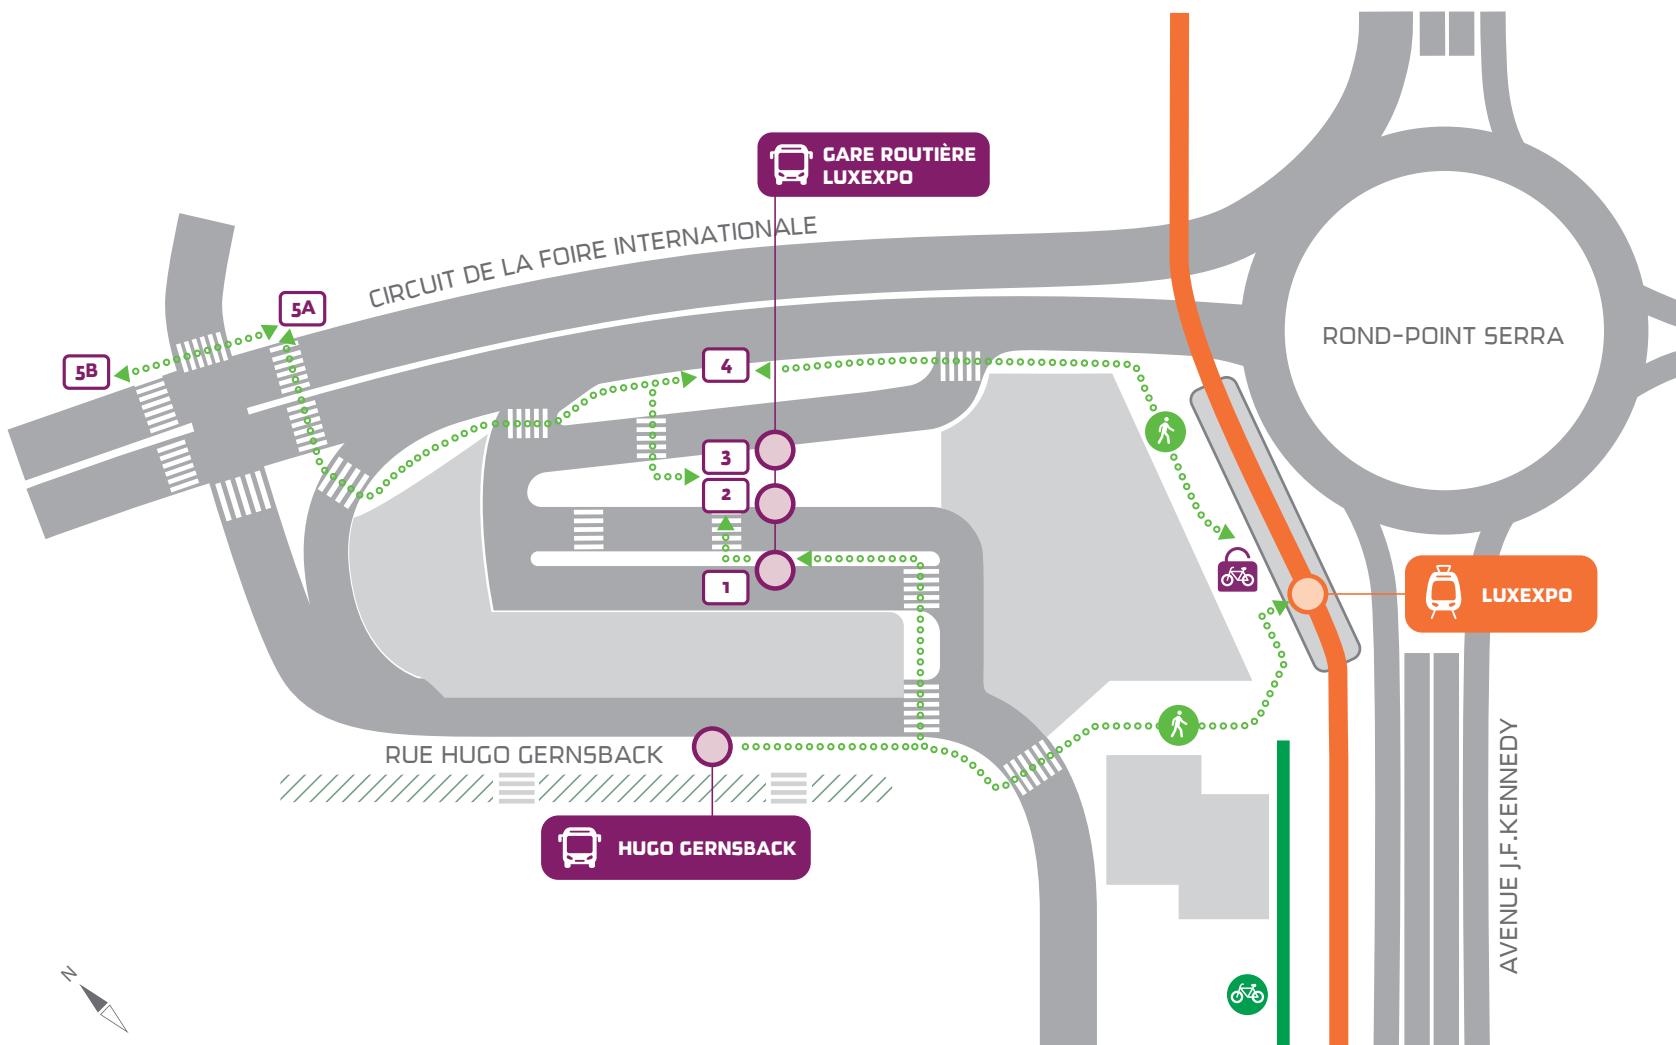 GARE ROUTIÈRE
LUXEXPO
CIRCUIT DE LA FOIRE INTERNATIONALE
5A
5B
4
ROND-POINT SERRA
3
2
1
LUXEXPO
RUE HUGO GERNSBACK
HUGO GERNSBACK
AVENUE J.F.KENNEDY
N